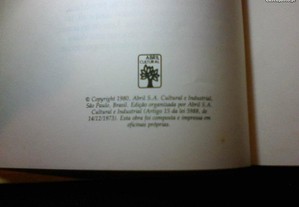 ABRIL
CULTURAL
© Copyright 1980, Abril S.A. Cultural e Industrial,
São Paulo, Brasil. Edição organizada por Abril S.A.
Cultural e Industrial (Artigo 15 da lei 5988, de
14/12/1973). Esta obra foi composta e impressa em
oficinas próprias.